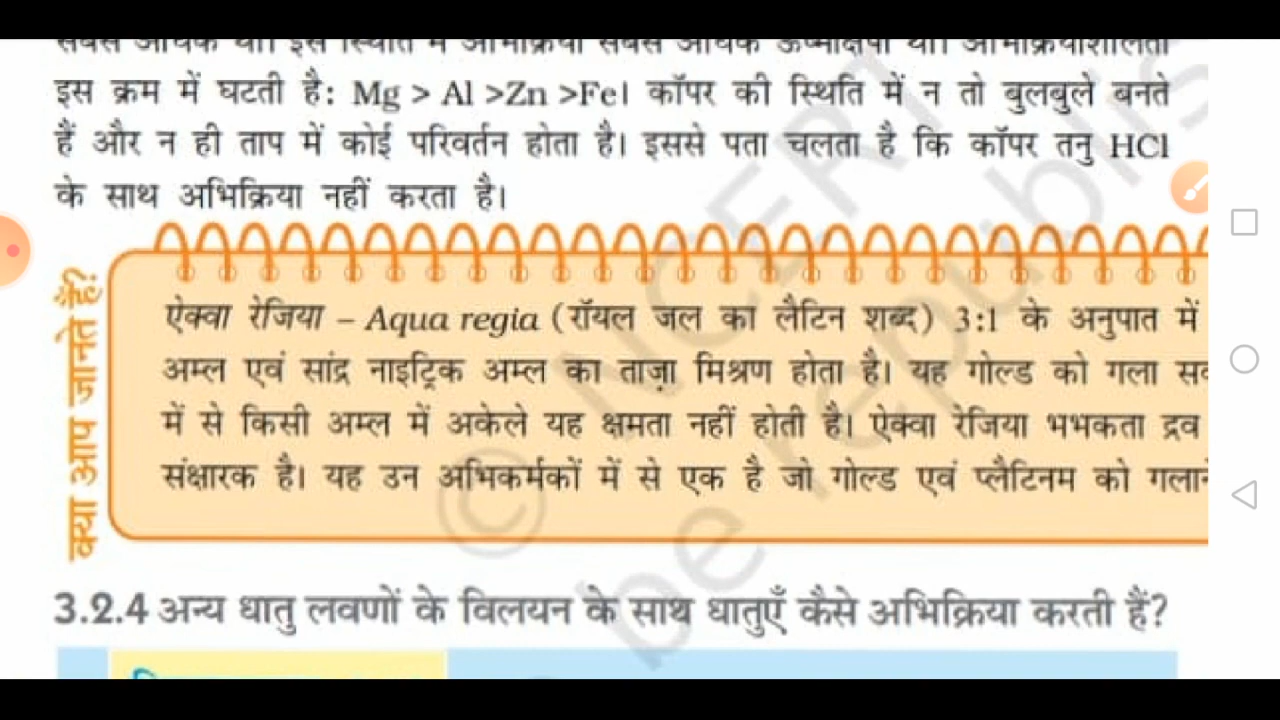 इस क्रम में घटती है: Mg > Al >Zn >Fe। कॉपर की स्थिति में न तो बुलबुले बनते
हैं और न ही ताप में कोई परिवर्तन होता है। इससे पता चलता है कि कॉपर तनु HCl
के साथ अभिक्रिया नहीं करता है।
क्या आप जानते हैं?
ऐक्वा रेजिया – Aqua regia (रॉयल जल का लैटिन शब्द) 3:1 के अनुपात में
अम्ल एवं सांद्र नाइट्रिक अम्ल का ताज़ा मिश्रण होता है। यह गोल्ड को गला
में से किसी अम्ल में अकेले यह क्षमता नहीं होती है। ऐक्वा रेजिया भभकता द्रव
संक्षारक है। यह उन अभिकर्मकों में से एक है जो गोल्ड एवं प्लैटिनम को
3.2.4 अन्य धातु लवणों के विलयन के साथ धातुएँ कैसे अभिक्रिया करती हैं?
© NCERT
be republis